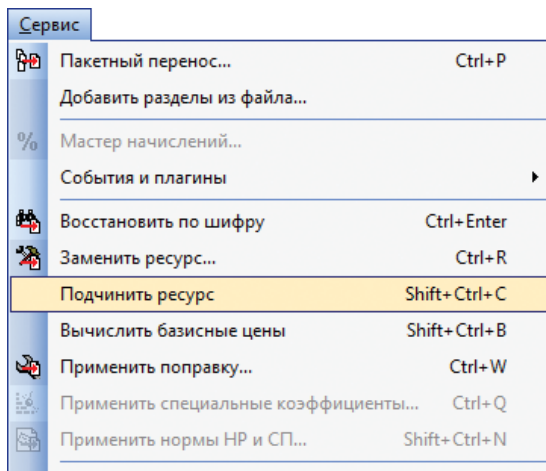 Сервис
Пакетный перенос... Ctrl+P
Добавить разделы из файла...
% Мастер начислений...
События и плагины
Восстановить по шифру Ctrl+Enter
Заменить ресурс... Ctrl+R
Подчинить ресурс Shift+Ctrl+C
Вычислить базисные цены Shift+Ctrl+B
Применить поправку... Ctrl+W
Применить специальные коэффициенты... Ctrl+Q
Применить нормы НР и СП... Shift+Ctrl+N